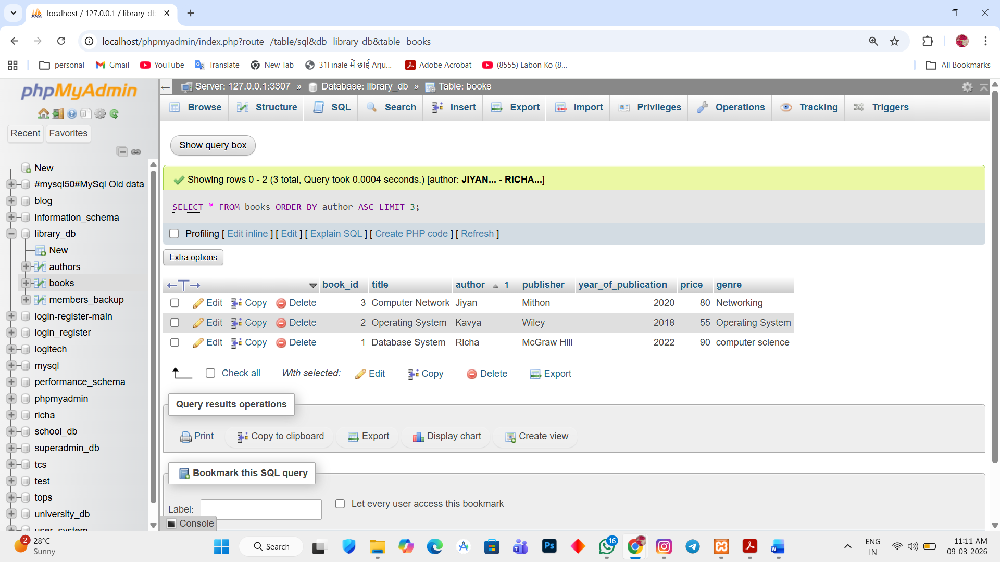 localhost / 127.0.0.1 / library_db
localhost/phpmyadmin/index.php?route=/table/sql&db=library_db&table=books
personal Gmail YouTube Translate New Tab 31Finale में छाई Arju... Adobe Acrobat (8555) Labon Ko (8... All Bookmarks
phpMyAdmin
Recent Favorites
New
#mysql50#MySql Old data
blog
information_schema
library_db
New
authors
books
members_backup
login-register-main
login_register
logitech
mysql
performance_schema
phpmyadmin
richa
school_db
superadmin_db
tcs
test
tops
university_db
user_system
Server: 127.0.0.1:3307 » Database: library_db » Table: books
Browse Structure SQL Search Insert Export Import Privileges Operations Tracking Triggers
Show query box
Showing rows 0 - 2 (3 total, Query took 0.0004 seconds.) [author: JIYAN... - RICHA...]
SELECT * FROM books ORDER BY author ASC LIMIT 3;
Profiling [ Edit inline ] [ Edit ] [ Explain SQL ] [ Create PHP code ] [ Refresh ]
Extra options
←T→ book_id title author 1 publisher year_of_publication price genre
Edit Copy Delete 3 Computer Network Jiyan Mithon 2020 80 Networking
Edit Copy Delete 2 Operating System Kavya Wiley 2018 55 Operating System
Edit Copy Delete 1 Database System Richa McGraw Hill 2022 90 computer science
Check all With selected: Edit Copy Delete Export
Query results operations
Print Copy to clipboard Export Display chart Create view
Bookmark this SQL query
Label: Let every user access this bookmark
Console
2 28°C
Sunny
Search
Ps
16
ENG
IN
11:11 AM
09-03-2026